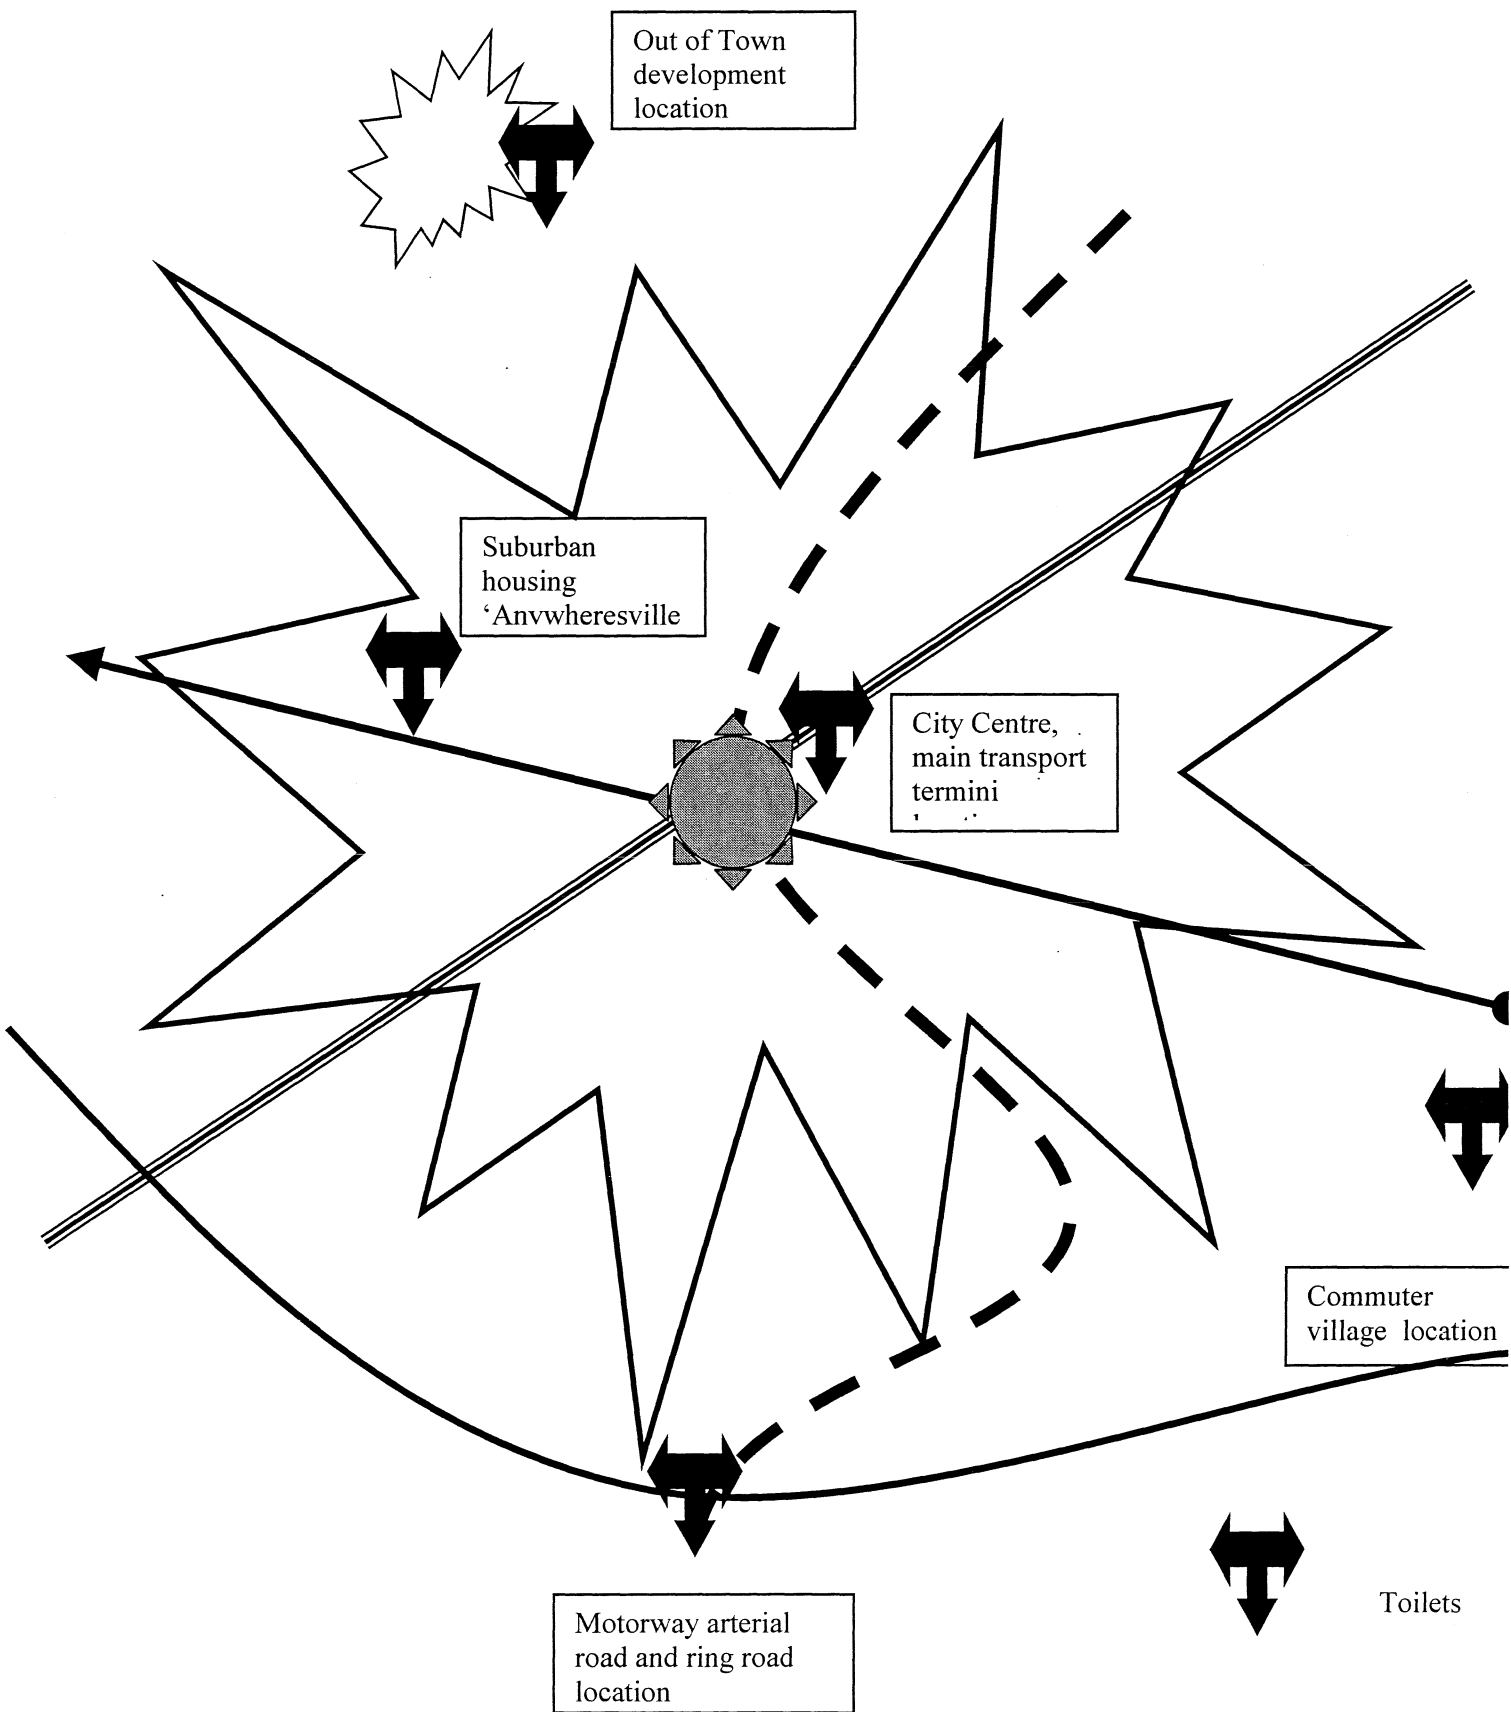 Out of Town
development
location
Suburban
housing
‘Anywheresville
City Centre,
main transport
termini
Commuter
village location
Toilets
Motorway arterial
road and ring road
location